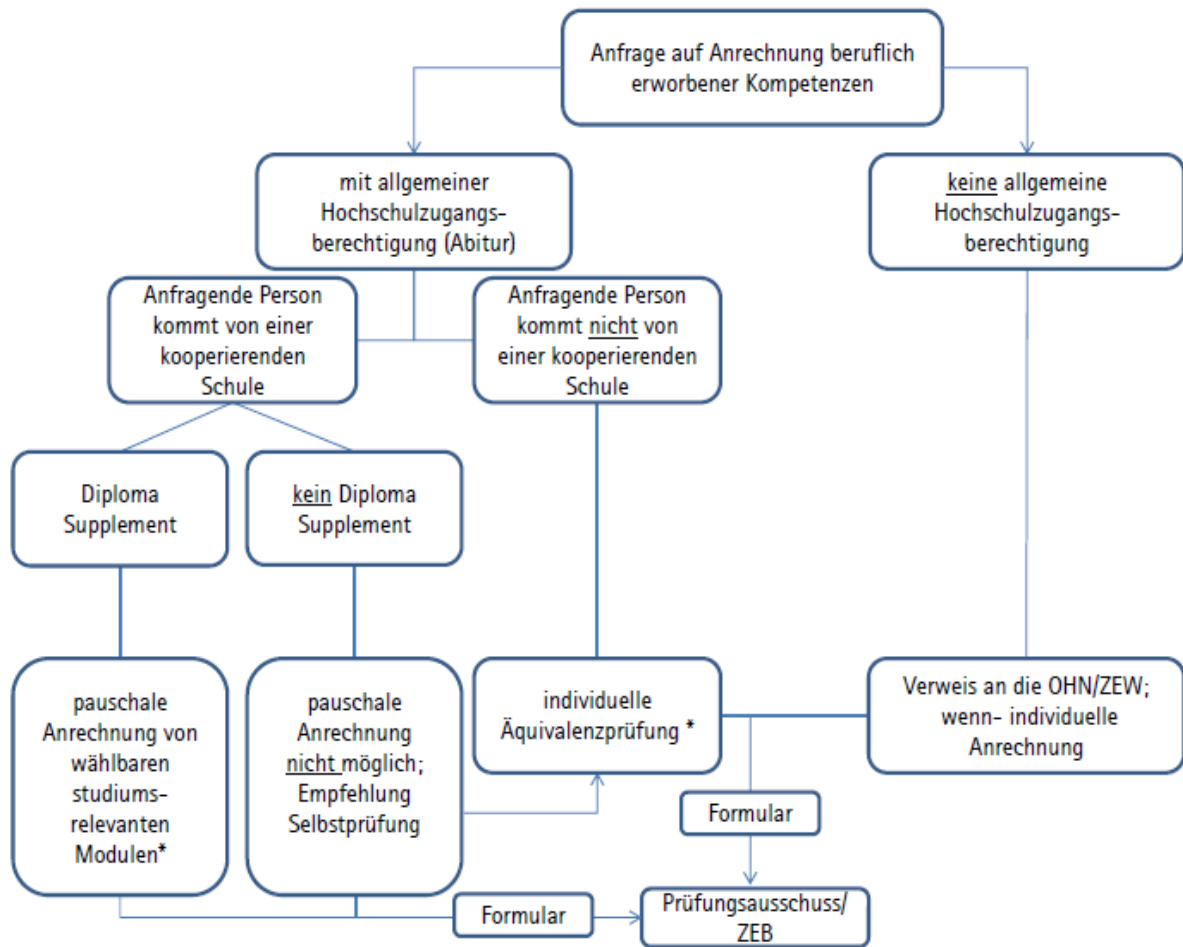 Anfrage auf Anrechnung beruflich
erworbener Kompetenzen
mit allgemeiner
Hochschulzugangs-
berechtigung (Abitur)
keine allgemeine
Hochschulzugangs-
berechtigung
Anfragende Person
kommt von einer
kooperierenden
Schule
Anfragende Person
kommt nicht von
einer kooperierenden
Schule
Diploma
Supplement
kein Diploma
Supplement
pauschale
Anrechnung von
wählbaren
studiums-
relevanten
Modulen*
pauschale
Anrechnung
nicht möglich;
Empfehlung
Selbstprüfung
individuelle
Äquivalenzprüfung *
Verweis an die OHN/ZEW;
wenn- individuelle
Anrechnung
Formular
Formular
Prüfungsausschuss/
ZEB